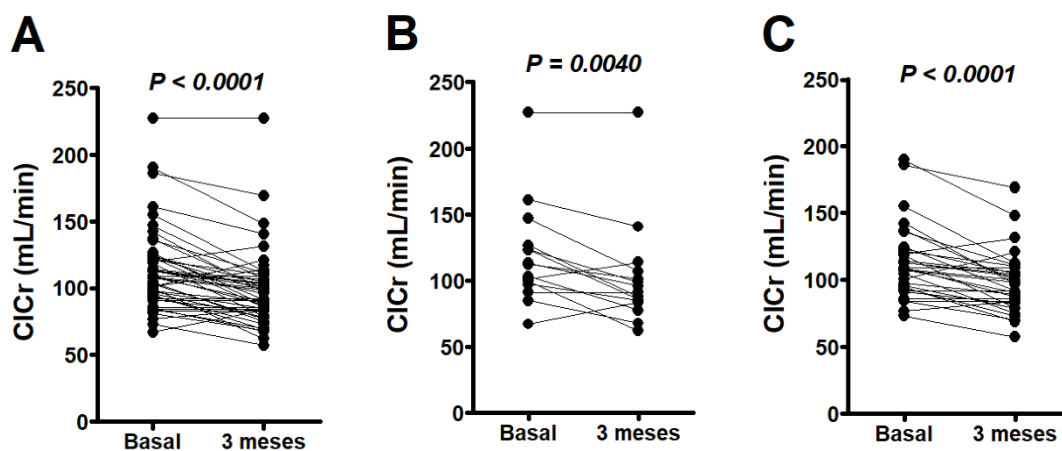 A
P < 0.0001
ClCr (mL/min)
250
200
150
100
50
0
Basal 3 meses
B
P = 0.0040
ClCr (mL/min)
250
200
150
100
50
0
Basal 3 meses
C
P < 0.0001
ClCr (mL/min)
250
200
150
100
50
0
Basal 3 meses